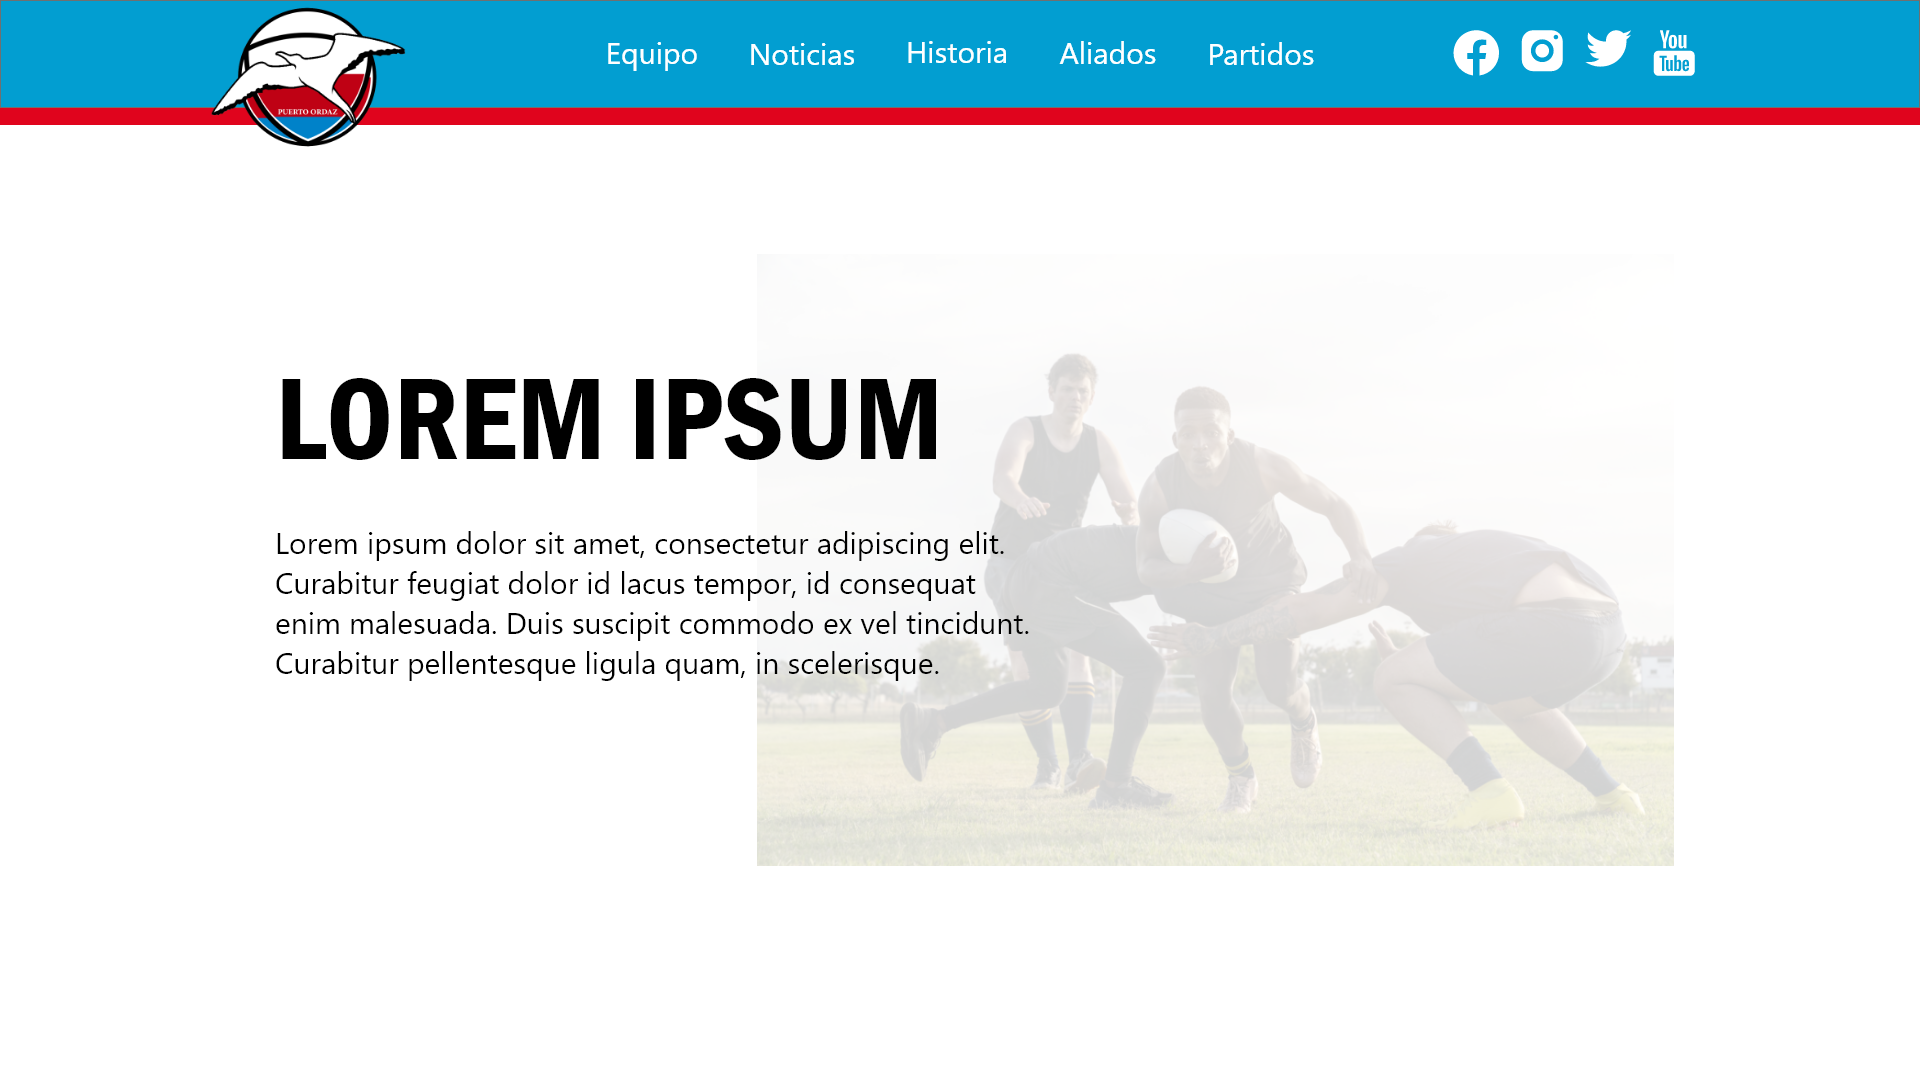 PUERTO ORDAZ
Equipo
Noticias
Historia
Aliados
Partidos
You
Tube
LOREM IPSUM
Lorem ipsum dolor sit amet, consectetur adipiscing elit.
Curabitur feugiat dolor id lacus tempor, id consequat
enim malesuada. Duis suscipit commodo ex vel tincidunt.
Curabitur pellentesque ligula quam, in scelerisque.